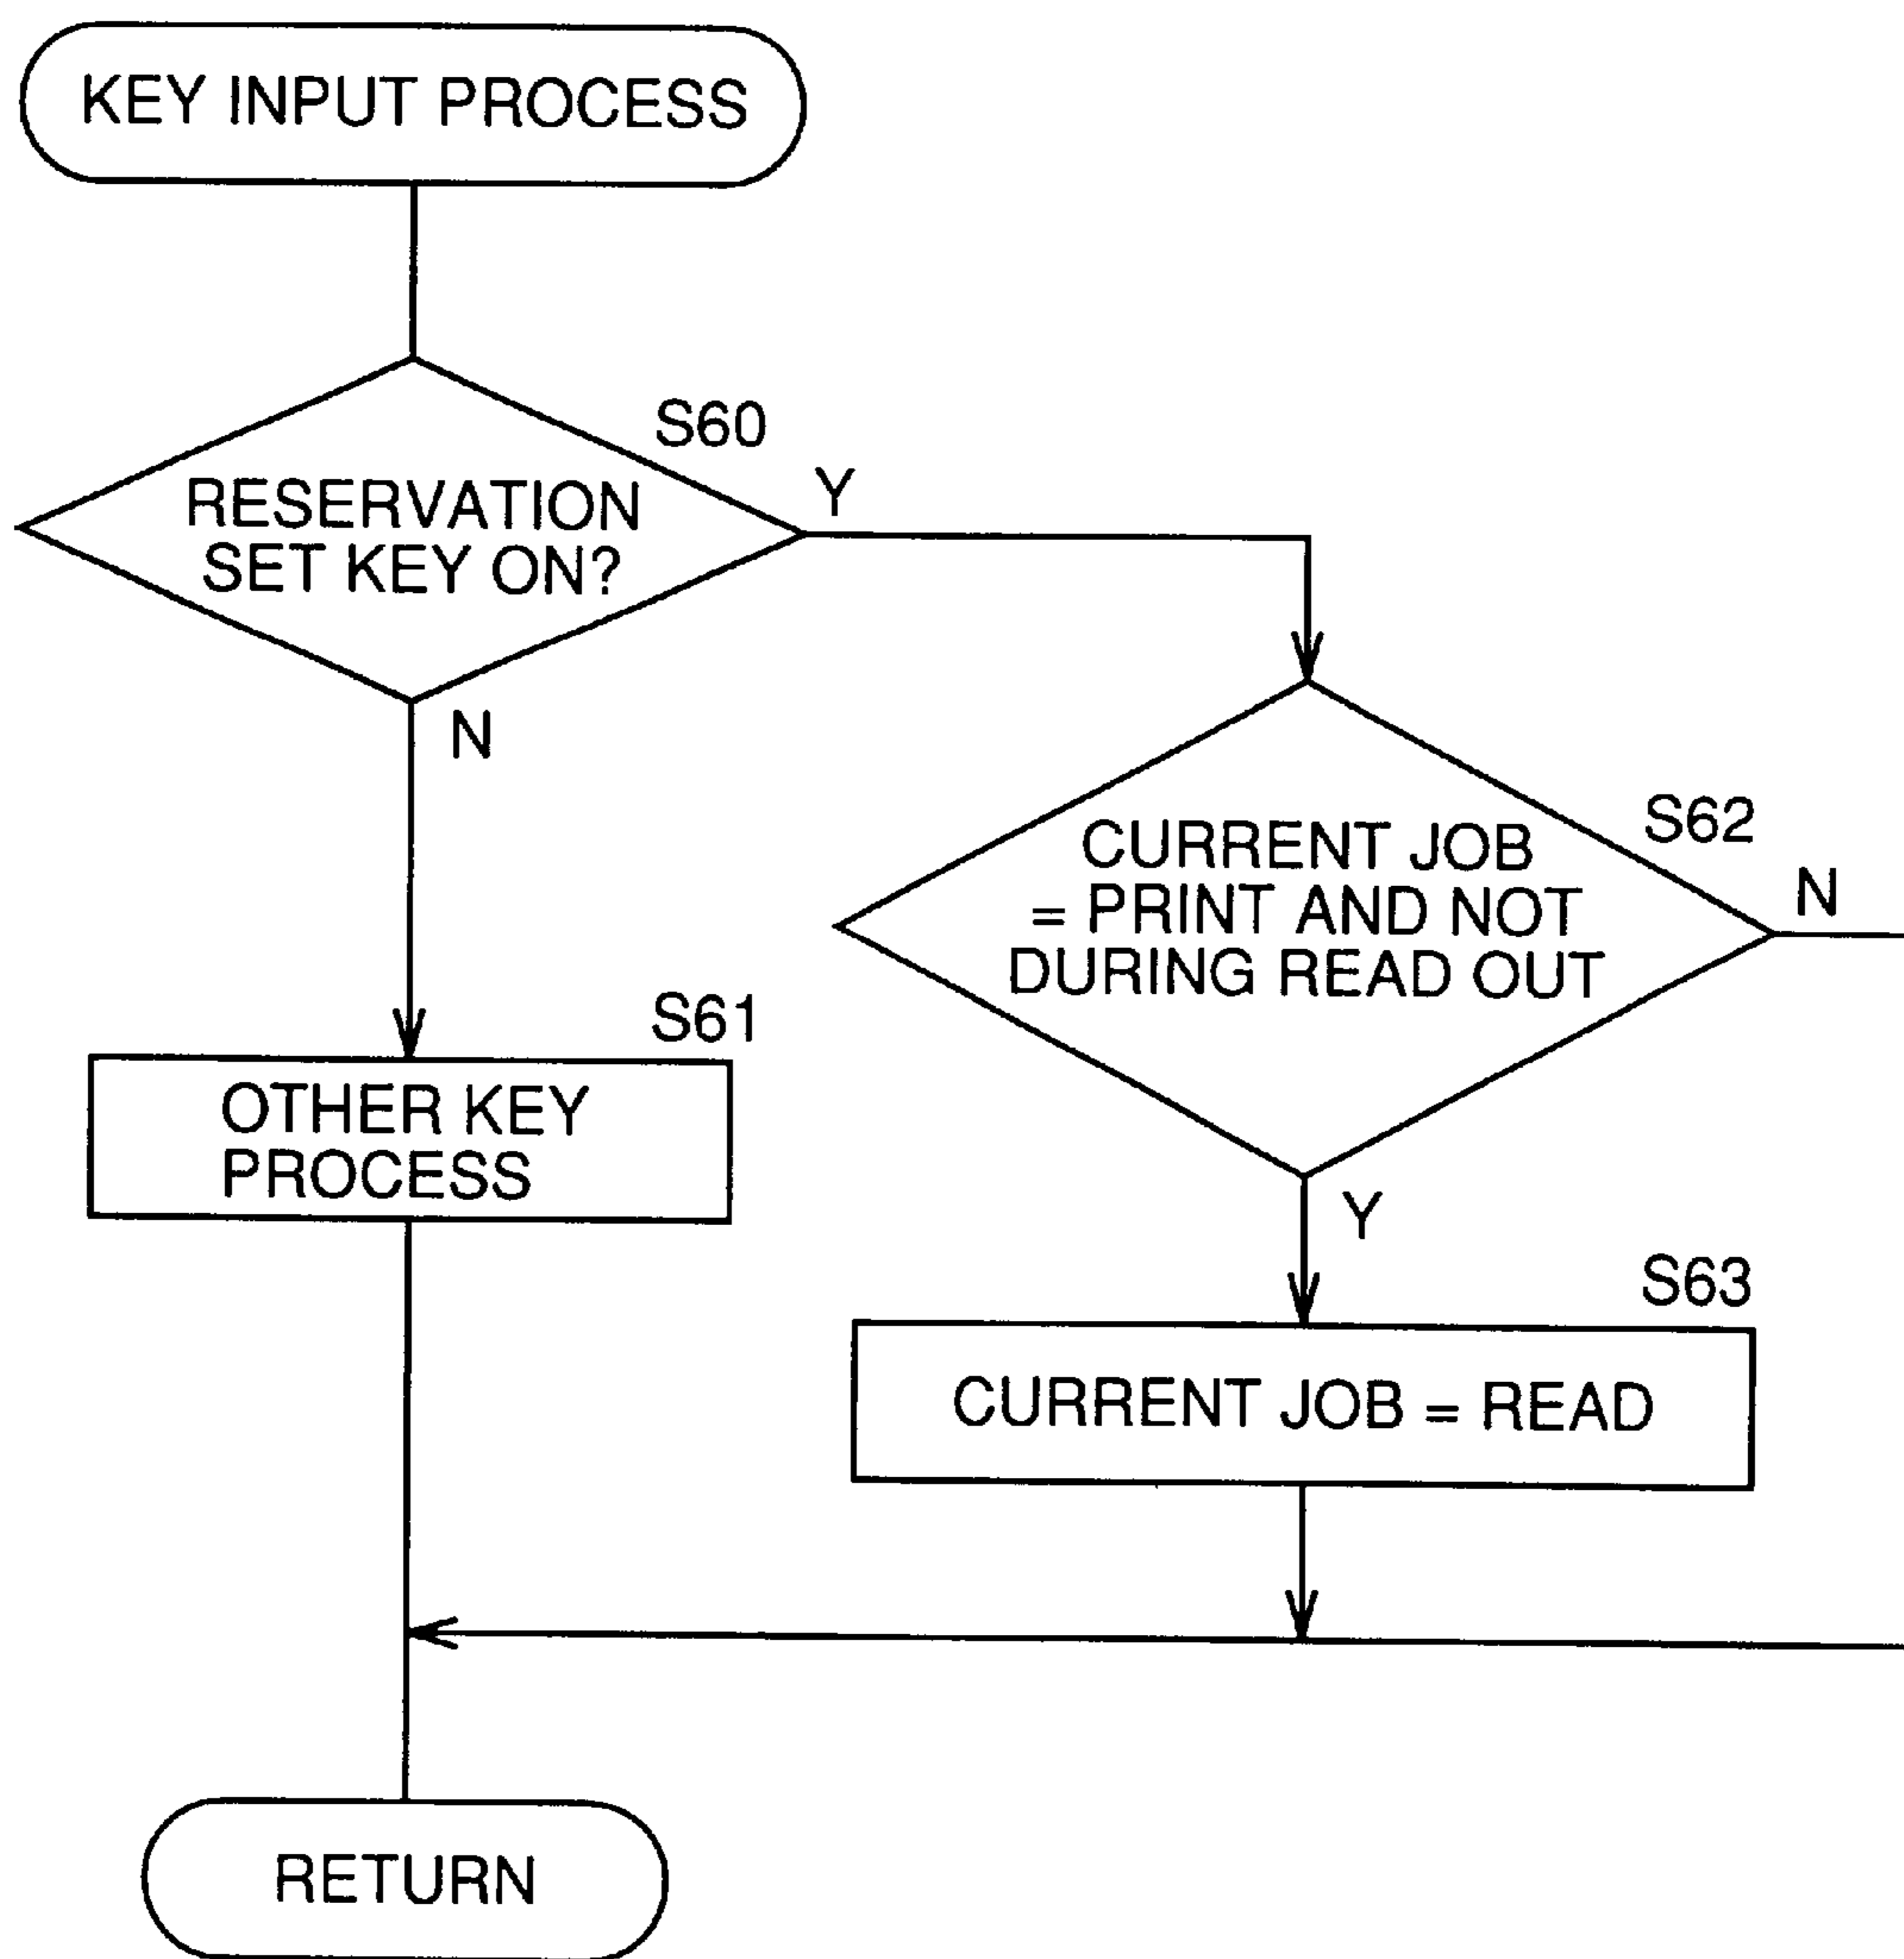 KEY INPUT PROCESS
S60
RESERVATION
SET KEY ON?
Y
N
S62
CURRENT JOB
= PRINT AND NOT
DURING READ OUT
N
Y
S61
OTHER KEY
PROCESS
S63
CURRENT JOB = READ
RETURN